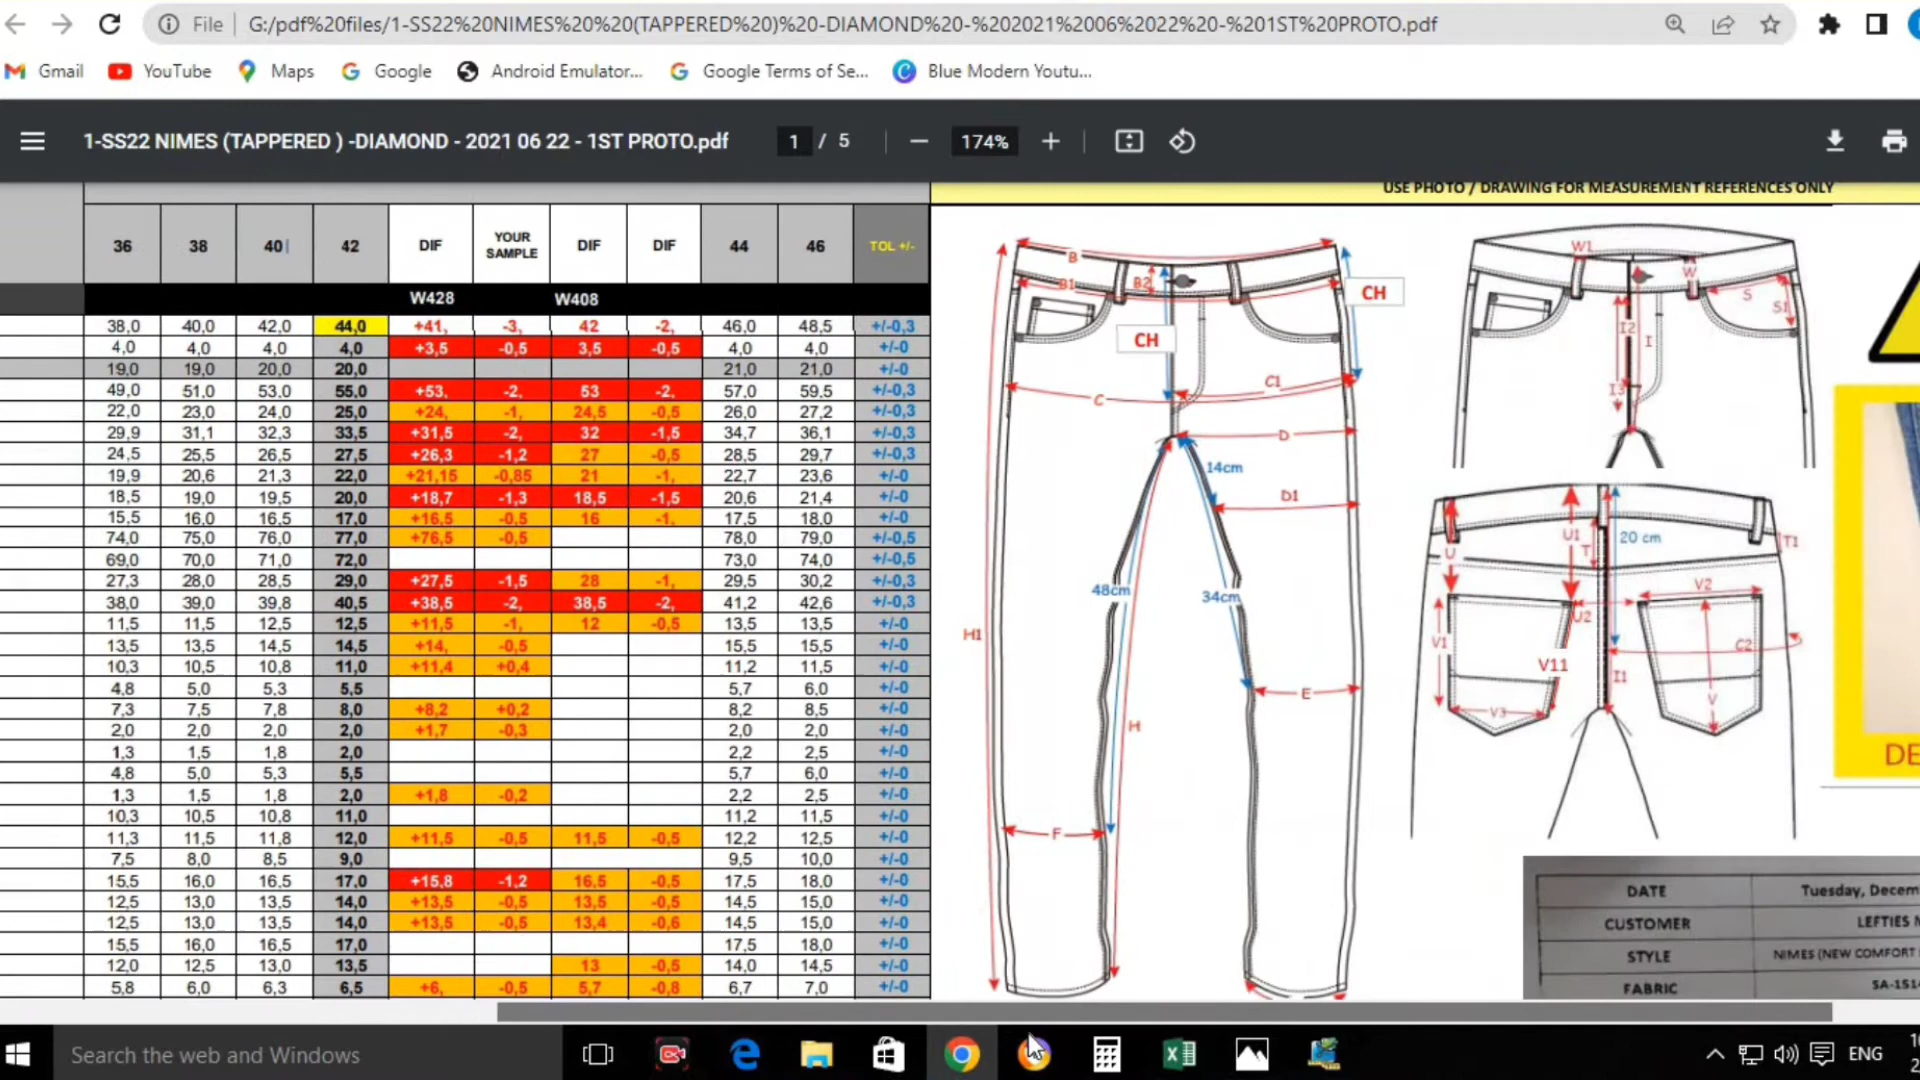 File | G:/pdf%20files/1-SS22%20NIMES%20%20(TAPPERED%20)%20-DIAMOND%20-%202021%2006%2022%20-%201ST%20PROTO.pdf
Gmail YouTube Maps Google Android Emulator... Google Terms of Se... Blue Modern Youtu...
1-SS22 NIMES (TAPPERED ) -DIAMOND - 2021 06 22 - 1ST PROTO.pdf 1 / 5 174%
USE PHOTO / DRAWING FOR MEASUREMENT REFERENCES ONLY
36 38 40 42 DIF YOUR SAMPLE DIF DIF 44 46 TOL +/-
W428 W408
38,0 40,0 42,0 44,0 +41, -3, 42 -2, 46,0 48,5 +/-0,3
4,0 4,0 4,0 4,0 +3,5 -0,5 3,5 -0,5 4,0 4,0 +/-0
19,0 19,0 20,0 20,0 21,0 21,0 +/-0
49,0 51,0 53,0 55,0 +53, -2, 53 -2, 57,0 59,5 +/-0,3
22,0 23,0 24,0 25,0 +24, -1, 24,5 -0,5 26,0 27,2 +/-0,3
29,9 31,1 32,3 33,5 +31,5 -2, 32 -1,5 34,7 36,1 +/-0,3
24,5 25,5 26,5 27,5 +26,3 -1,2 27 -0,5 28,5 29,7 +/-0,3
19,9 20,6 21,3 22,0 +21,15 -0,85 21 -1, 22,7 23,6 +/-0
18,5 19,0 19,5 20,0 +18,7 -1,3 18,5 -1,5 20,6 21,4 +/-0
15,5 16,0 16,5 17,0 +16,5 -0,5 16 -1, 17,5 18,0 +/-0
74,0 75,0 76,0 77,0 +76,5 -0,5 78,0 79,0 +/-0,5
69,0 70,0 71,0 72,0 73,0 74,0 +/-0,5
27,3 28,0 28,5 29,0 +27,5 -1,5 28 -1, 29,5 30,2 +/-0,3
38,0 39,0 39,8 40,5 +38,5 -2, 38,5 -2, 41,2 42,6 +/-0,3
11,5 11,5 12,5 12,5 +11,5 -1, 12 -0,5 13,5 13,5 +/-0
13,5 13,5 14,5 14,5 +14, -0,5 15,5 15,5 +/-0
10,3 10,5 10,8 11,0 +11,4 +0,4 11,2 11,5 +/-0
4,8 5,0 5,3 5,5 5,7 6,0 +/-0
7,3 7,5 7,8 8,0 +8,2 +0,2 8,2 8,5 +/-0
2,0 2,0 2,0 2,0 +1,7 -0,3 2,0 2,0 +/-0
1,3 1,5 1,8 2,0 2,2 2,5 +/-0
4,8 5,0 5,3 5,5 5,7 6,0 +/-0
1,3 1,5 1,8 2,0 +1,8 -0,2 2,2 2,5 +/-0
10,3 10,5 10,8 11,0 11,2 11,5 +/-0
11,3 11,5 11,8 12,0 +11,5 -0,5 11,5 -0,5 12,2 12,5 +/-0
7,5 8,0 8,5 9,0 9,5 10,0 +/-0
15,5 16,0 16,5 17,0 +15,8 -1,2 16,5 -0,5 17,5 18,0 +/-0
12,5 13,0 13,5 14,0 +13,5 -0,5 13,5 -0,5 14,5 15,0 +/-0
12,5 13,0 13,5 14,0 +13,5 -0,5 13,4 -0,6 14,5 15,0 +/-0
15,5 16,0 16,5 17,0 17,5 18,0 +/-0
12,0 12,5 13,0 13,5 13 -0,5 14,0 14,5 +/-0
5,8 6,0 6,3 6,5 +6, -0,5 5,7 -0,8 6,7 7,0 +/-0
B
B1 B2 CH
CH
C C1
D
14cm
D1
48cm 34cm
H1
E
H
F
W1
W
S S1
I2 I
I3
U U1 T 20 cm T1
V2
U2
V1 C2
V11
I1 V
V3
DE
DATE Tuesday, Decem
CUSTOMER LEFTIES M
STYLE NIMES (NEW COMFORT
FABRIC SA-151
Search the web and Windows
ENG